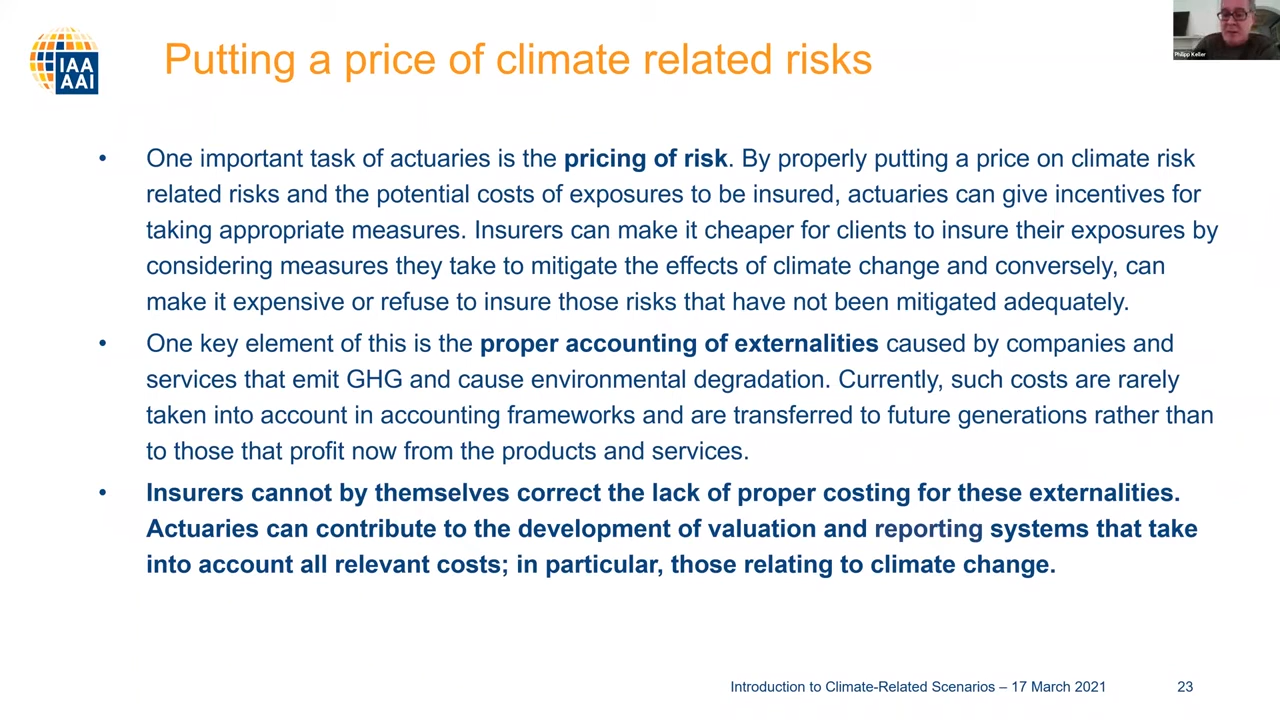 IAA
AAI
Putting a price of climate related risks
Philipp Keller
• One important task of actuaries is the pricing of risk. By properly putting a price on climate risk
related risks and the potential costs of exposures to be insured, actuaries can give incentives for
taking appropriate measures. Insurers can make it cheaper for clients to insure their exposures by
considering measures they take to mitigate the effects of climate change and conversely, can
make it expensive or refuse to insure those risks that have not been mitigated adequately.
• One key element of this is the proper accounting of externalities caused by companies and
services that emit GHG and cause environmental degradation. Currently, such costs are rarely
taken into account in accounting frameworks and are transferred to future generations rather than
to those that profit now from the products and services.
• Insurers cannot by themselves correct the lack of proper costing for these externalities.
Actuaries can contribute to the development of valuation and reporting systems that take
into account all relevant costs; in particular, those relating to climate change.
Introduction to Climate-Related Scenarios – 17 March 2021 23